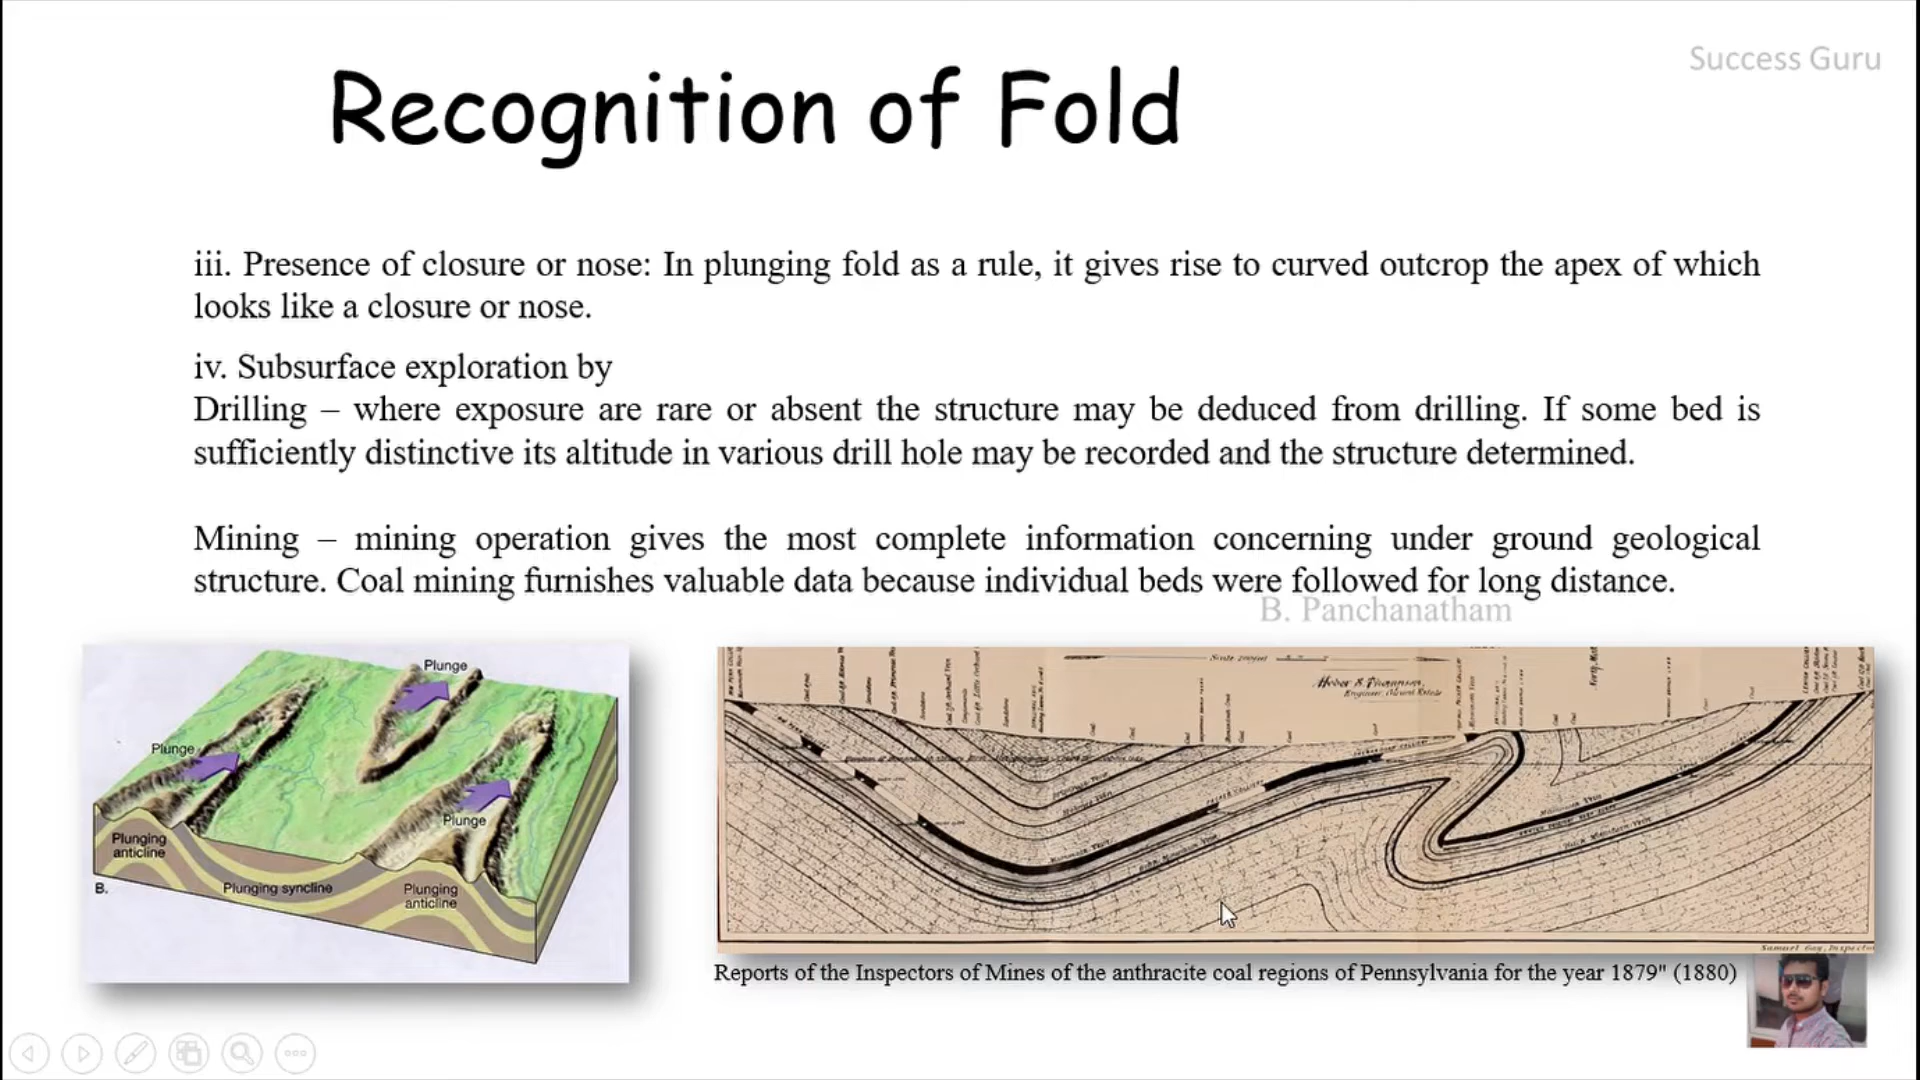 Success Guru
Recognition of Fold
iii. Presence of closure or nose: In plunging fold as a rule, it gives rise to curved outcrop the apex of which
looks like a closure or nose.
iv. Subsurface exploration by
Drilling – where exposure are rare or absent the structure may be deduced from drilling. If some bed is
sufficiently distinctive its altitude in various drill hole may be recorded and the structure determined.
Mining – mining operation gives the most complete information concerning under ground geological
structure. Coal mining furnishes valuable data because individual beds were followed for long distance.
B. Panchanatham
Plunge
Plunge
Plunge
Plunging
anticline
B.
Plunging syncline
Plunging
anticline
Reports of the Inspectors of Mines of the anthracite coal regions of Pennsylvania for the year 1879" (1880)